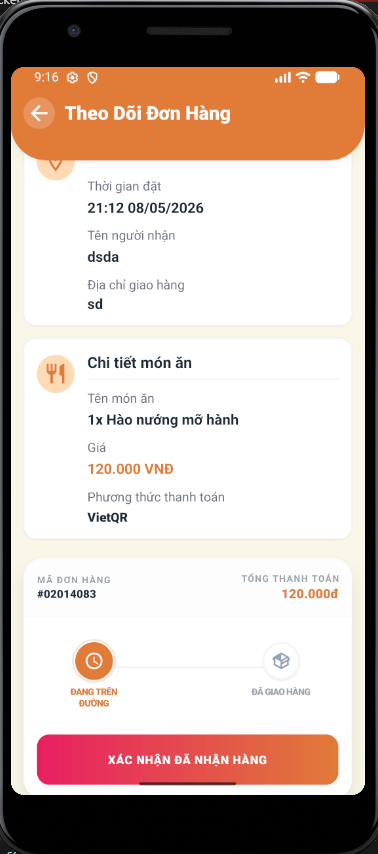 9:16
Theo Dõi Đơn Hàng
Thời gian đặt
21:12 08/05/2026
Tên người nhận
dsda
Địa chỉ giao hàng
sd
Chi tiết món ăn
Tên món ăn
1x Hào nướng mỡ hành
Giá
120.000 VNĐ
Phương thức thanh toán
VietQR
MÃ ĐƠN HÀNG
#02014083
TỔNG THANH TOÁN
120.000đ
ĐANG TRÊN
ĐƯỜNG
ĐÃ GIAO HÀNG
XÁC NHẬN ĐÃ NHẬN HÀNG